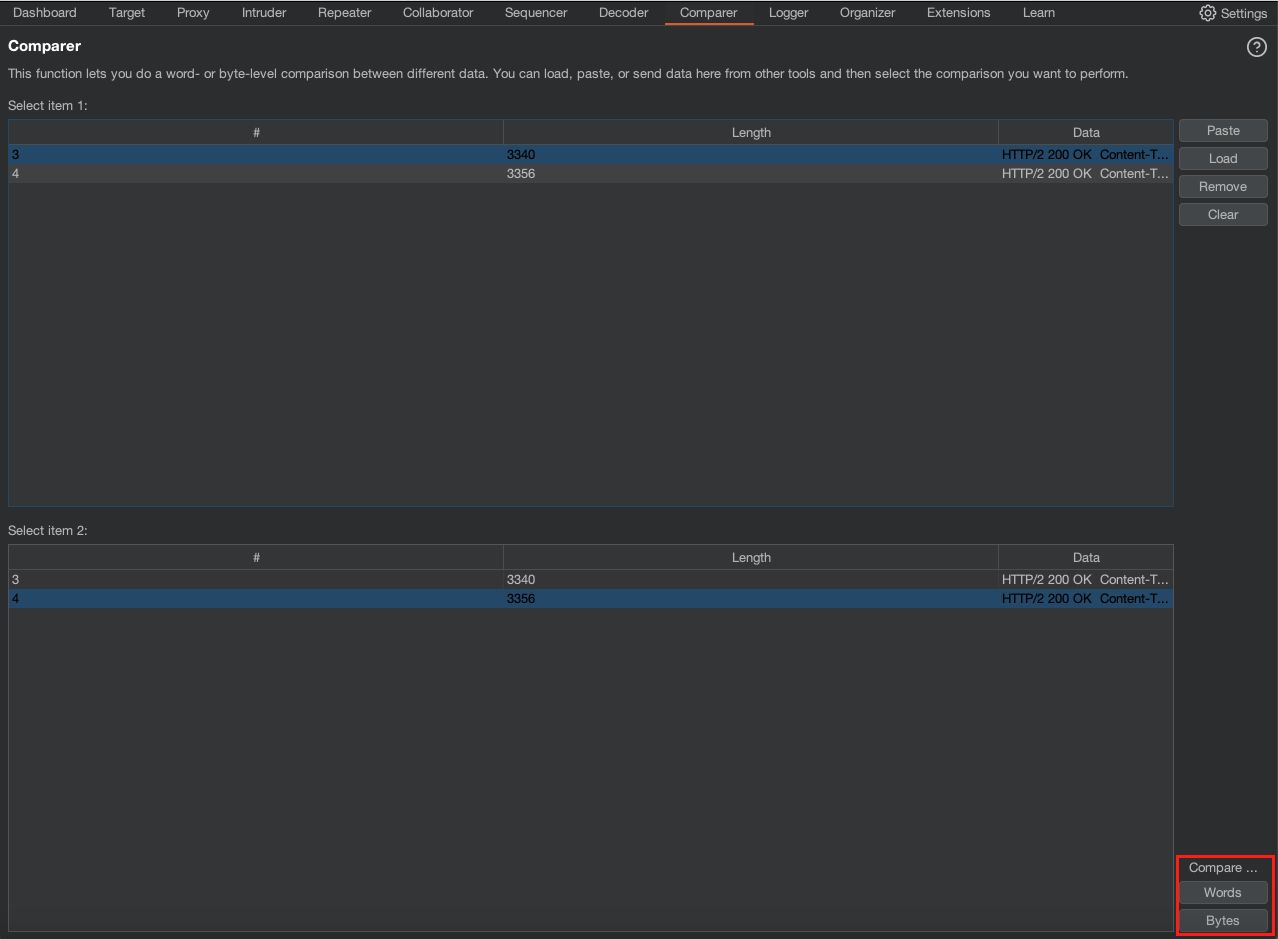 Dashboard Target Proxy Intruder Repeater Collaborator Sequencer Decoder Comparer Logger Organizer Extensions Learn Settings
Comparer
?
This function lets you do a word- or byte-level comparison between different data. You can load, paste, or send data here from other tools and then select the comparison you want to perform.
Select item 1:
# Length Data
3 3340 HTTP/2 200 OK Content-T...
4 3356 HTTP/2 200 OK Content-T...
Paste
Load
Remove
Clear
Select item 2:
# Length Data
3 3340 HTTP/2 200 OK Content-T...
4 3356 HTTP/2 200 OK Content-T...
Compare ...
Words
Bytes